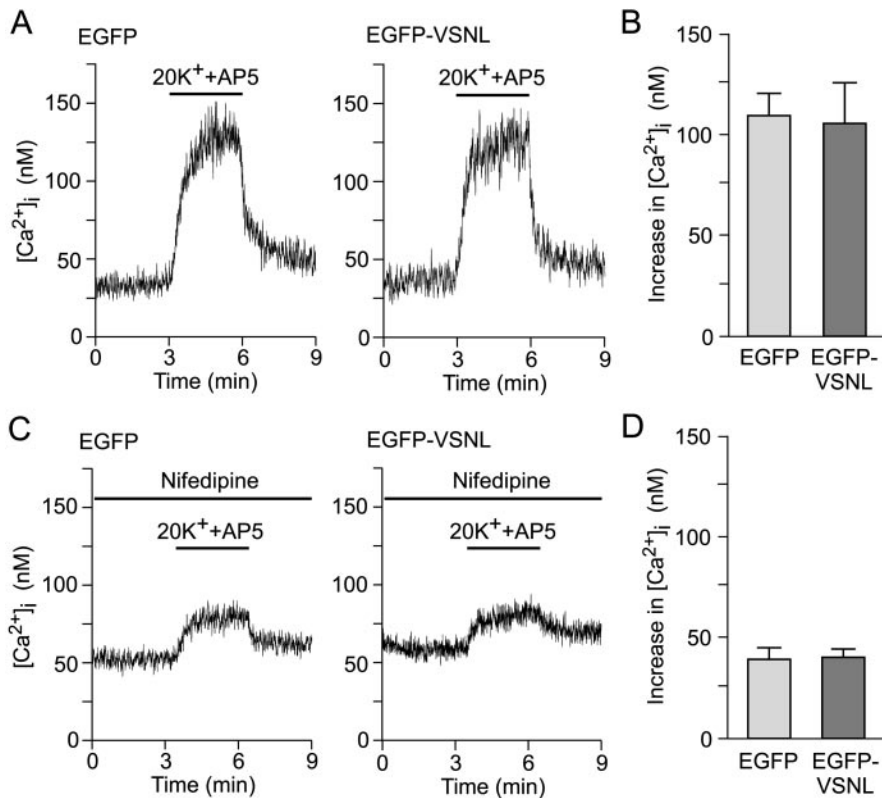 A
EGFP
20K⁺+AP5
[Ca²⁺]ᵢ (nM)
150
100
50
0
0 3 6 9
Time (min)
EGFP-VSNL
20K⁺+AP5
150
100
50
0
0 3 6 9
Time (min)
B
Increase in [Ca²⁺]ᵢ (nM)
150
100
50
0
EGFP
EGFP-
VSNL
C
EGFP
Nifedipine
20K⁺+AP5
[Ca²⁺]ᵢ (nM)
150
100
50
0
0 3 6 9
Time (min)
EGFP-VSNL
Nifedipine
20K⁺+AP5
150
100
50
0
0 3 6 9
Time (min)
D
Increase in [Ca²⁺]ᵢ (nM)
150
100
50
0
EGFP
EGFP-
VSNL